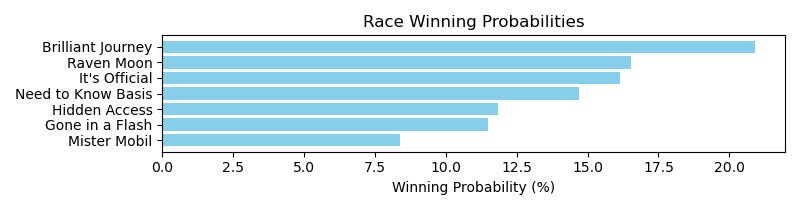 Race Winning Probabilities
Brilliant Journey
Raven Moon
It's Official
Need to Know Basis
Hidden Access
Gone in a Flash
Mister Mobil
0.0 2.5 5.0 7.5 10.0 12.5 15.0 17.5 20.0
Winning Probability (%)